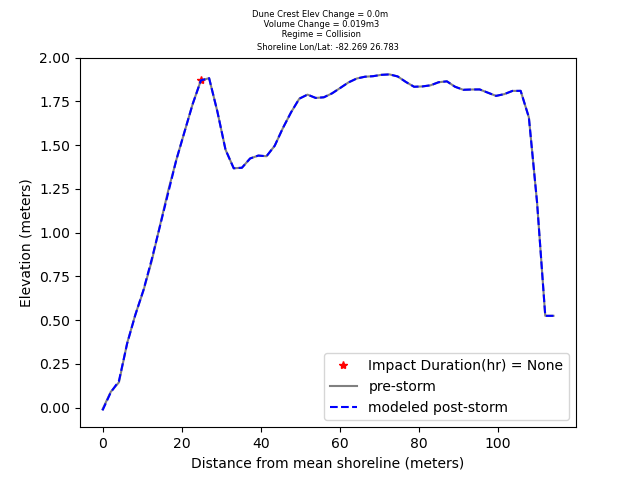 Dune Crest Elev Change = 0.0m
Volume Change = 0.019m3
Regime = Collision
Shoreline Lon/Lat: -82.269 26.783
2.00
1.75
1.50
1.25
1.00
0.75
0.50
0.25
0.00
Elevation (meters)
Impact Duration(hr) = None
pre-storm
modeled post-storm
0 20 40 60 80 100
Distance from mean shoreline (meters)